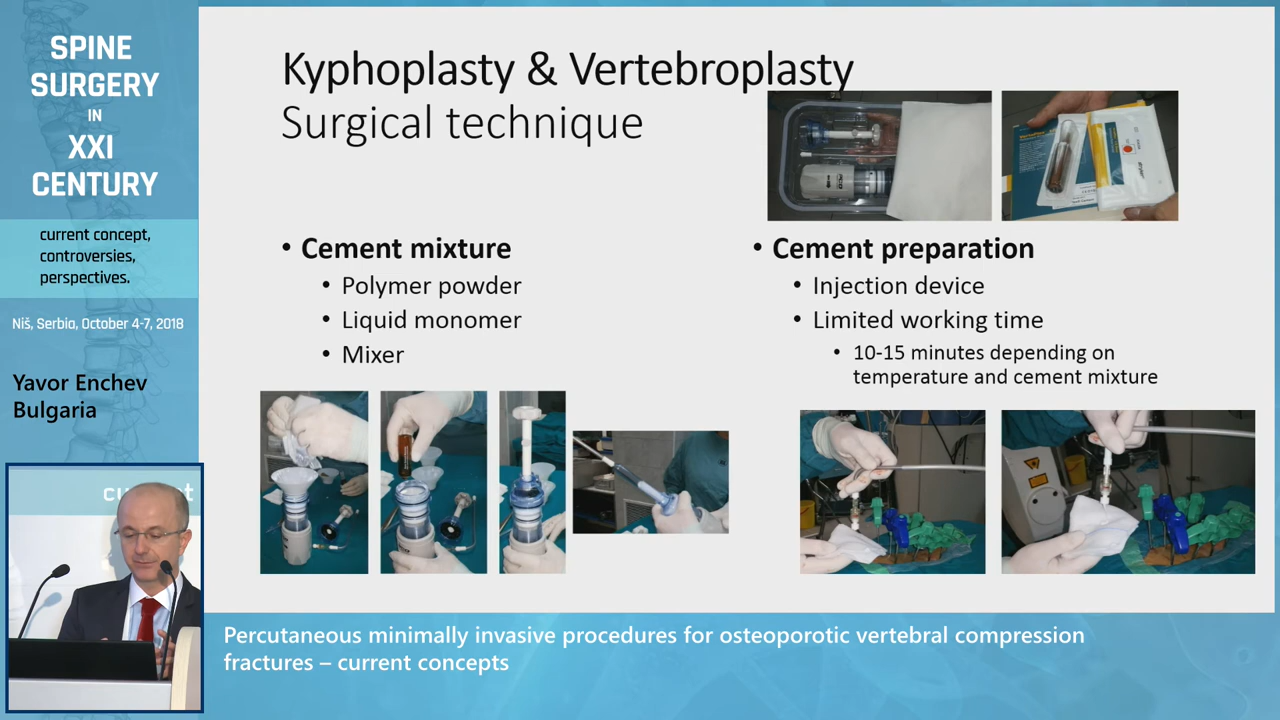 SPINE
SURGERY
IN
XXI
CENTURY
current concept,
controversies,
perspectives.
Niš, Serbia, October 4-7, 2018
Yavor Enchev
Bulgaria
Kyphoplasty & Vertebroplasty
Surgical technique
• Cement mixture
• Polymer powder
• Liquid monomer
• Mixer
• Cement preparation
• Injection device
• Limited working time
• 10-15 minutes depending on
temperature and cement mixture
Percutaneous minimally invasive procedures for osteoporotic vertebral compression
fractures – current concepts